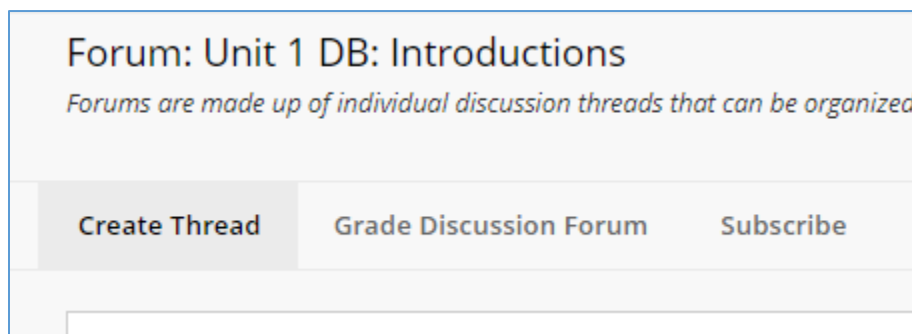 Forum: Unit 1 DB: Introductions
Forums are made up of individual discussion threads that can be organized
Create Thread Grade Discussion Forum Subscribe